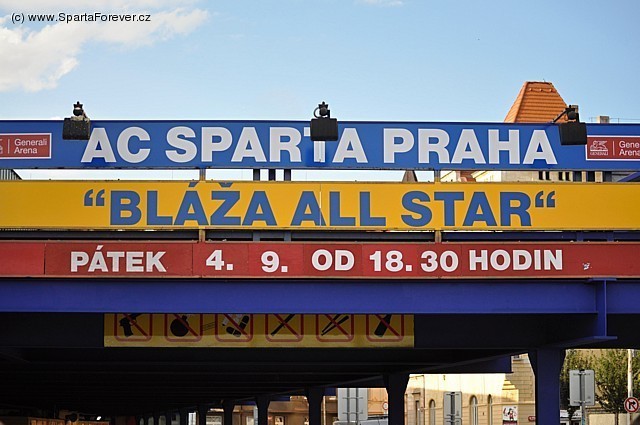 (c) www.SpartaForever.cz
Generali
Arena
AC SPARTA PRAHA
Generali
Arena
“BLÁŽA ALL STAR“
PÁTEK 4. 9. OD 18. 30 HODIN